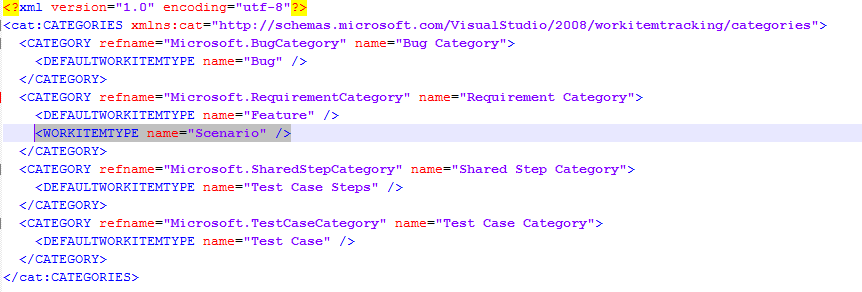 <?xml version="1.0" encoding="utf-8"?>
<cat:CATEGORIES xmlns:cat="http://schemas.microsoft.com/VisualStudio/2008/workitemtracking/categories">
  <CATEGORY refname="Microsoft.BugCategory" name="Bug Category">
    <DEFAULTWORKITEMTYPE name="Bug" />
  </CATEGORY>
  <CATEGORY refname="Microsoft.RequirementCategory" name="Requirement Category">
    <DEFAULTWORKITEMTYPE name="Feature" />
    <WORKITEMTYPE name="Scenario" />
  </CATEGORY>
  <CATEGORY refname="Microsoft.SharedStepCategory" name="Shared Step Category">
    <DEFAULTWORKITEMTYPE name="Test Case Steps" />
  </CATEGORY>
  <CATEGORY refname="Microsoft.TestCaseCategory" name="Test Case Category">
    <DEFAULTWORKITEMTYPE name="Test Case" />
  </CATEGORY>
</cat:CATEGORIES>